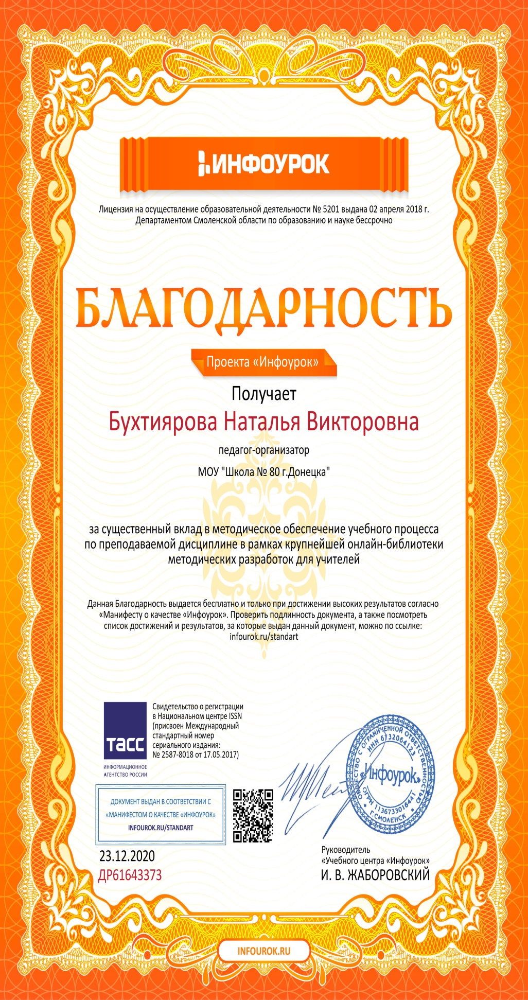 ИНФОУРОК
Лицензия на осуществление образовательной деятельности № 5201 выдана 02 апреля 2018 г.
Департаментом Смоленской области по образованию и науке бессрочно
БЛАГОДАРНОСТЬ
Проекта «Инфоурок»
Получает
Бухтиярова Наталья Викторовна
педагог-организатор
МОУ "Школа № 80 г.Донецка"
за существенный вклад в методическое обеспечение учебного процесса
по преподаваемой дисциплине в рамках крупнейшей онлайн-библиотеки
методических разработок для учителей
Данная Благодарность выдается бесплатно и только при достижении высоких результатов согласно
«Манифесту о качестве «Инфоурок». Проверить подлинность документа, а также посмотреть
список достижений и результатов, за которые выдан данный документ, можно по ссылке:
infourok.ru/standart
Свидетельство о регистрации
в Национальном центре ISSN
(присвоен Международный
стандартный номер
сериального издания:
№ 2587-8018 от 17.05.2017)
ТАСС
ИНФОРМАЦИОННОЕ
АГЕНТСТВО РОССИИ
ДОКУМЕНТ ВЫДАН В СООТВЕТСТВИИ С
«МАНИФЕСТОМ О КАЧЕСТВЕ «ИНФОУРОК»
INFOUROK.RU/STANDART
23.12.2020
ДР61643373
ОБЩЕСТВО С ОГРАНИЧЕННОЙ ОТВЕТСТВЕННОСТЬЮ
ИНН 6732064123
«Инфоурок»
ОГРН 1136733016441
Г.СМОЛЕНСК
Руководитель
«Учебного центра «Инфоурок»
И. В. ЖАБОРОВСКИЙ
INFOUROK.RU